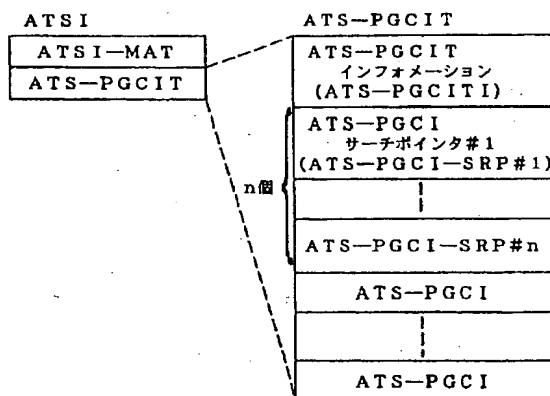 ATSI
ATSI—MAT
ATS—PGCIT
ATS—PGCIT
ATS—PGCIT
インフォメーション
(ATS—PGCITI)
ATS—PGCI
サーチポインタ#1
(ATS—PGCI—SRP#1)
n個
ATS—PGCI—SRP#n
ATS—PGCI
ATS—PGCI